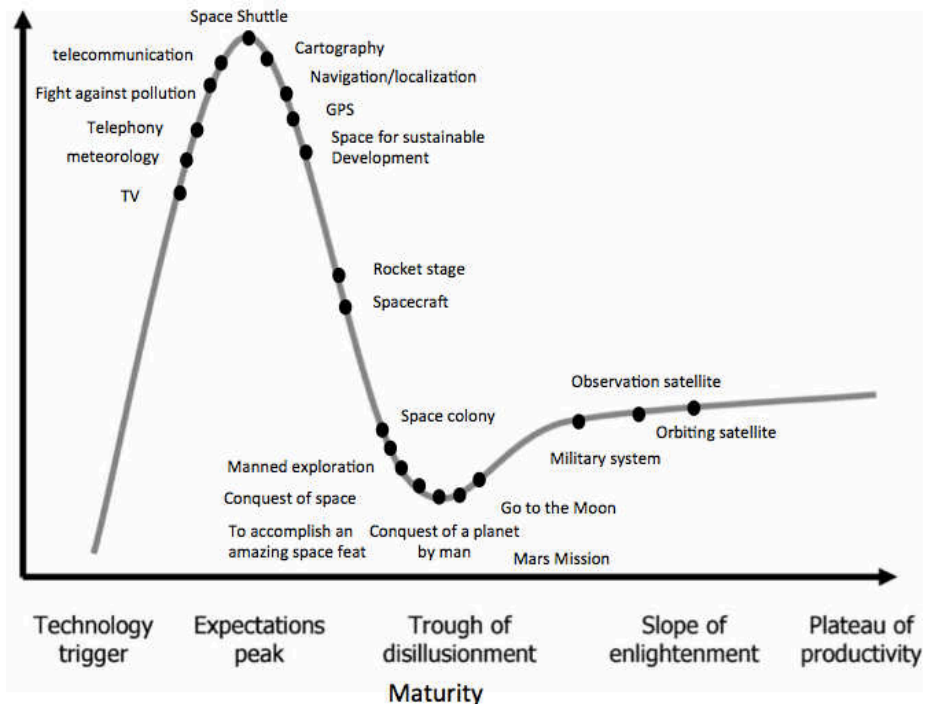 Space Shuttle
telecommunication
Cartography
Navigation/localization
Fight against pollution
GPS
Telephony
Space for sustainable
Development
meteorology
TV
Rocket stage
Spacecraft
Observation satellite
Space colony
Orbiting satellite
Military system
Manned exploration
Conquest of space
Go to the Moon
To accomplish an
amazing space feat
Conquest of a planet
by man
Mars Mission
Technology
trigger
Expectations
peak
Trough of
disillusionment
Slope of
enlightenment
Plateau of
productivity
Maturity